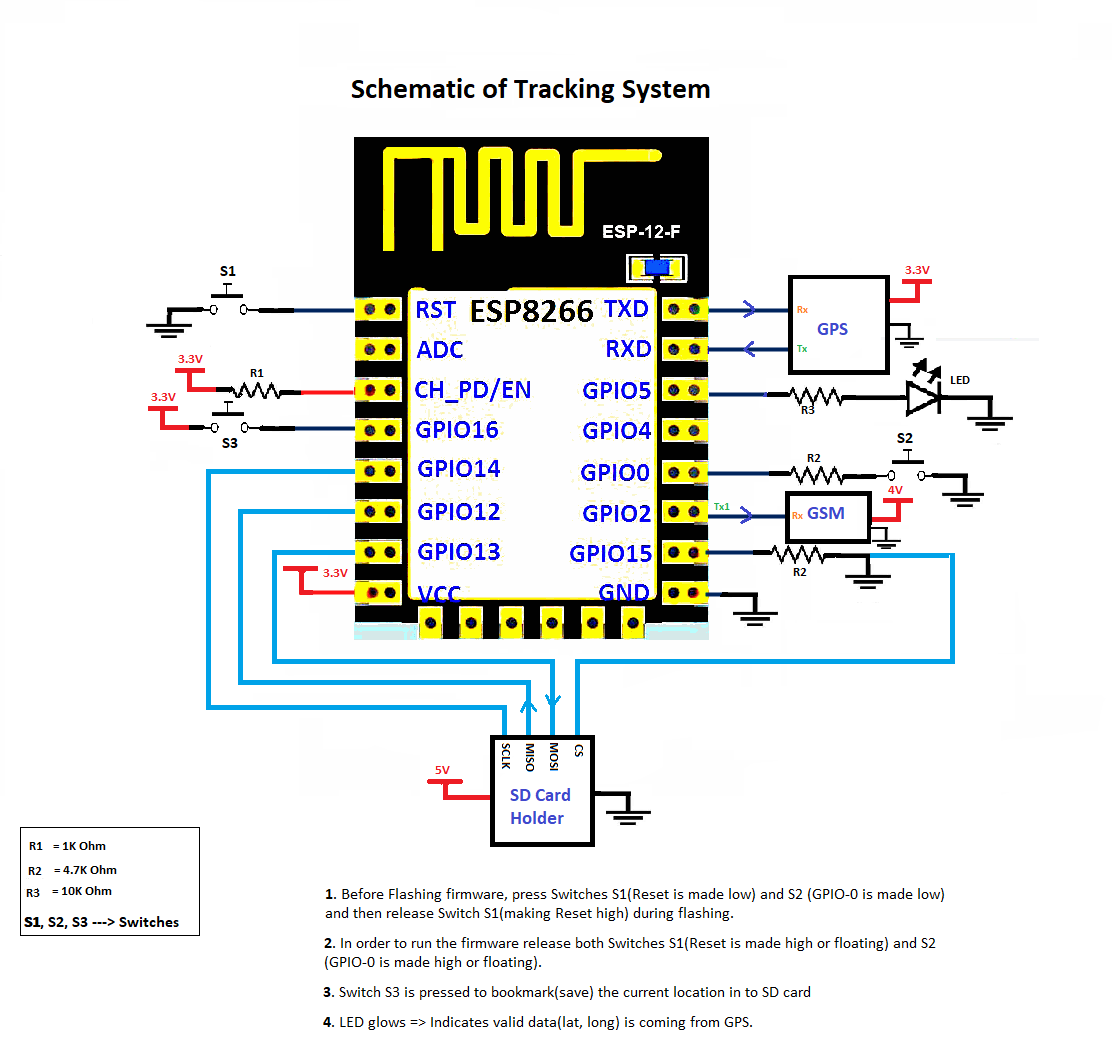 Schematic of Tracking System
ESP-12-F
S1
RST
ESP8266
TXD
Rx
GPS
Tx
3.3V
ADC
RXD
3.3V
R1
CH_PD/EN
GPIO5
R3
LED
3.3V
S3
GPIO16
GPIO4
GPIO14
GPIO0
R2
S2
GPIO12
GPIO2
Tx1
Rx
GSM
4V
GPIO13
GPIO15
R2
3.3V
VCC
GND
SCLK
MISO
MOSI
CS
5V
SD Card
Holder
R1 = 1K Ohm
R2 = 4.7K Ohm
R3 = 10K Ohm
S1, S2, S3 ---> Switches
1. Before Flashing firmware, press Switches S1(Reset is made low) and S2 (GPIO-0 is made low)
and then release Switch S1(making Reset high) during flashing.
2. In order to run the firmware release both Switches S1(Reset is made high or floating) and S2
(GPIO-0 is made high or floating).
3. Switch S3 is pressed to bookmark(save) the current location in to SD card
4. LED glows => Indicates valid data(lat, long) is coming from GPS.